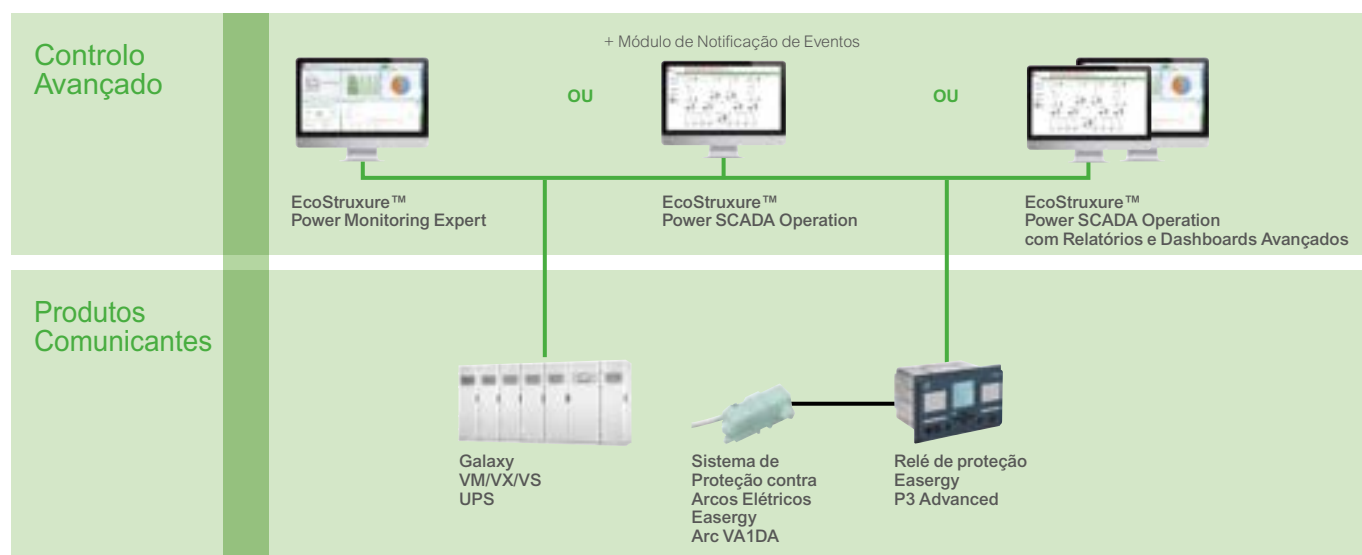 Controlo
Avançado
+ Módulo de Notificação de Eventos
OU
OU
EcoStruxure™
Power Monitoring Expert
EcoStruxure™
Power SCADA Operation
EcoStruxure™
Power SCADA Operation
com Relatórios e Dashboards Avançados
Produtos
Comunicantes
Galaxy
VM/VX/VS
UPS
Sistema de
Proteção contra
Arcos Elétricos
Easergy
Arc VA1DA
Relé de proteção
Easergy
P3 Advanced